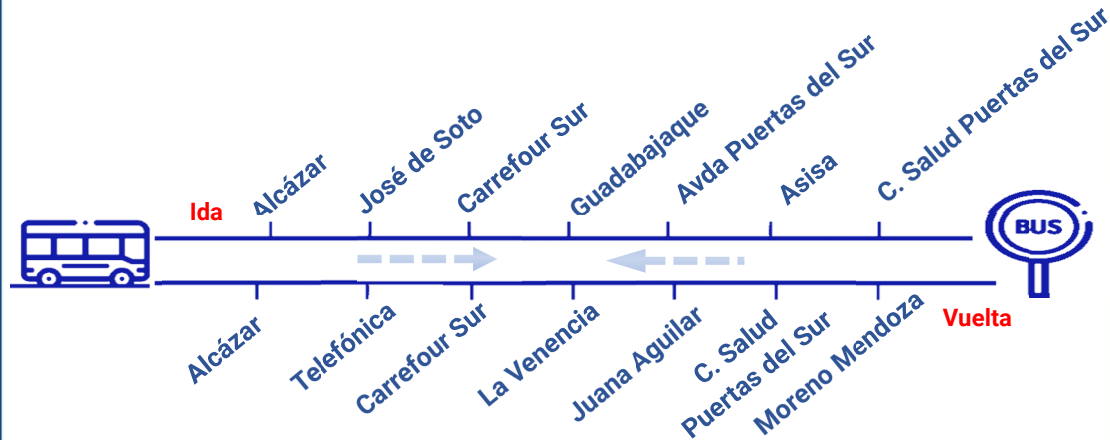 Ida
Alcázar
José de Soto
Carrefour Sur
Guadabajaque
Avda Puertas del Sur
Asisa
C. Salud Puertas del Sur
BUS
Alcázar
Telefónica
Carrefour Sur
La Venencia
Juana Aguilar
C. Salud
Puertas del Sur
Moreno Mendoza
Vuelta